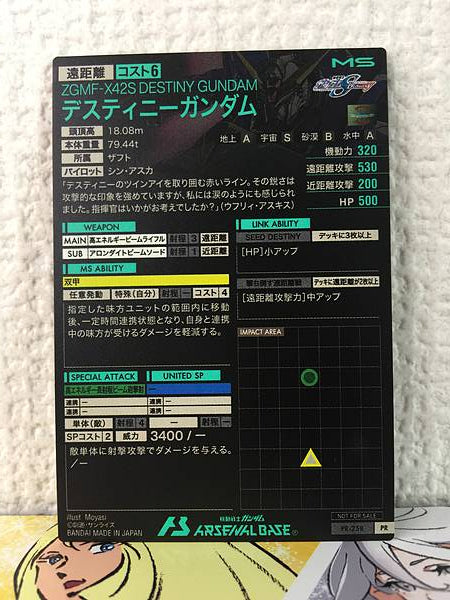 MS
遠距離 コスト6
ZGMF-X42S DESTINY GUNDAM
デスティニーガンダム
頭頂高 18.08m
本体重量 79.44t
所属 ザフト
パイロット シン・アスカ
地上 A 宇宙 S 砂漠 B 水中 A
機動力 320
遠距離攻撃 530
近距離攻撃 200
HP 500
「デスティニーのツインアイを取り囲む赤いライン。その鋭さは
攻撃的な印象を強めていますが、私には涙のようにも感じられ
ました。指揮官はいかがお考えでしたか?」(ウフリィ・アスキス)
WEAPON
MAIN 高エネルギービームライフル 射程 3 遠距離
SUB アロンダイトビームソード 射程 1 近距離
MS ABILITY
双甲
任意発動 特殊(自分) 射程 ー コスト 4
指定した味方ユニットの範囲内に移動
後、一定時間連携状態となり、自身と連携
中の味方が受けるダメージを軽減する。
LINK ABILITY
SEED DESTINY デッキに3枚以上
[HP]小アップ
デッキに遠距離が2枚以上
[遠距離攻撃力]中アップ
IMPACT AREA
SPECIAL ATTACK UNITED SP
高エネルギー長射程ビーム砲撃 ー
連携 ー 連携 ー
連携 ー 連携 ー
単体(敵) 射程 4 ー 射程 ー
SPコスト 2 威力 3400 / ー
敵単体に射撃攻撃でダメージを与える。
/ー
illust. Moyasi
©創通・サンライズ
BANDAI MADE IN JAPAN
機動戦士ガンダム
ARSENAL BASE
NOT FOR SALE
PR-239 PR